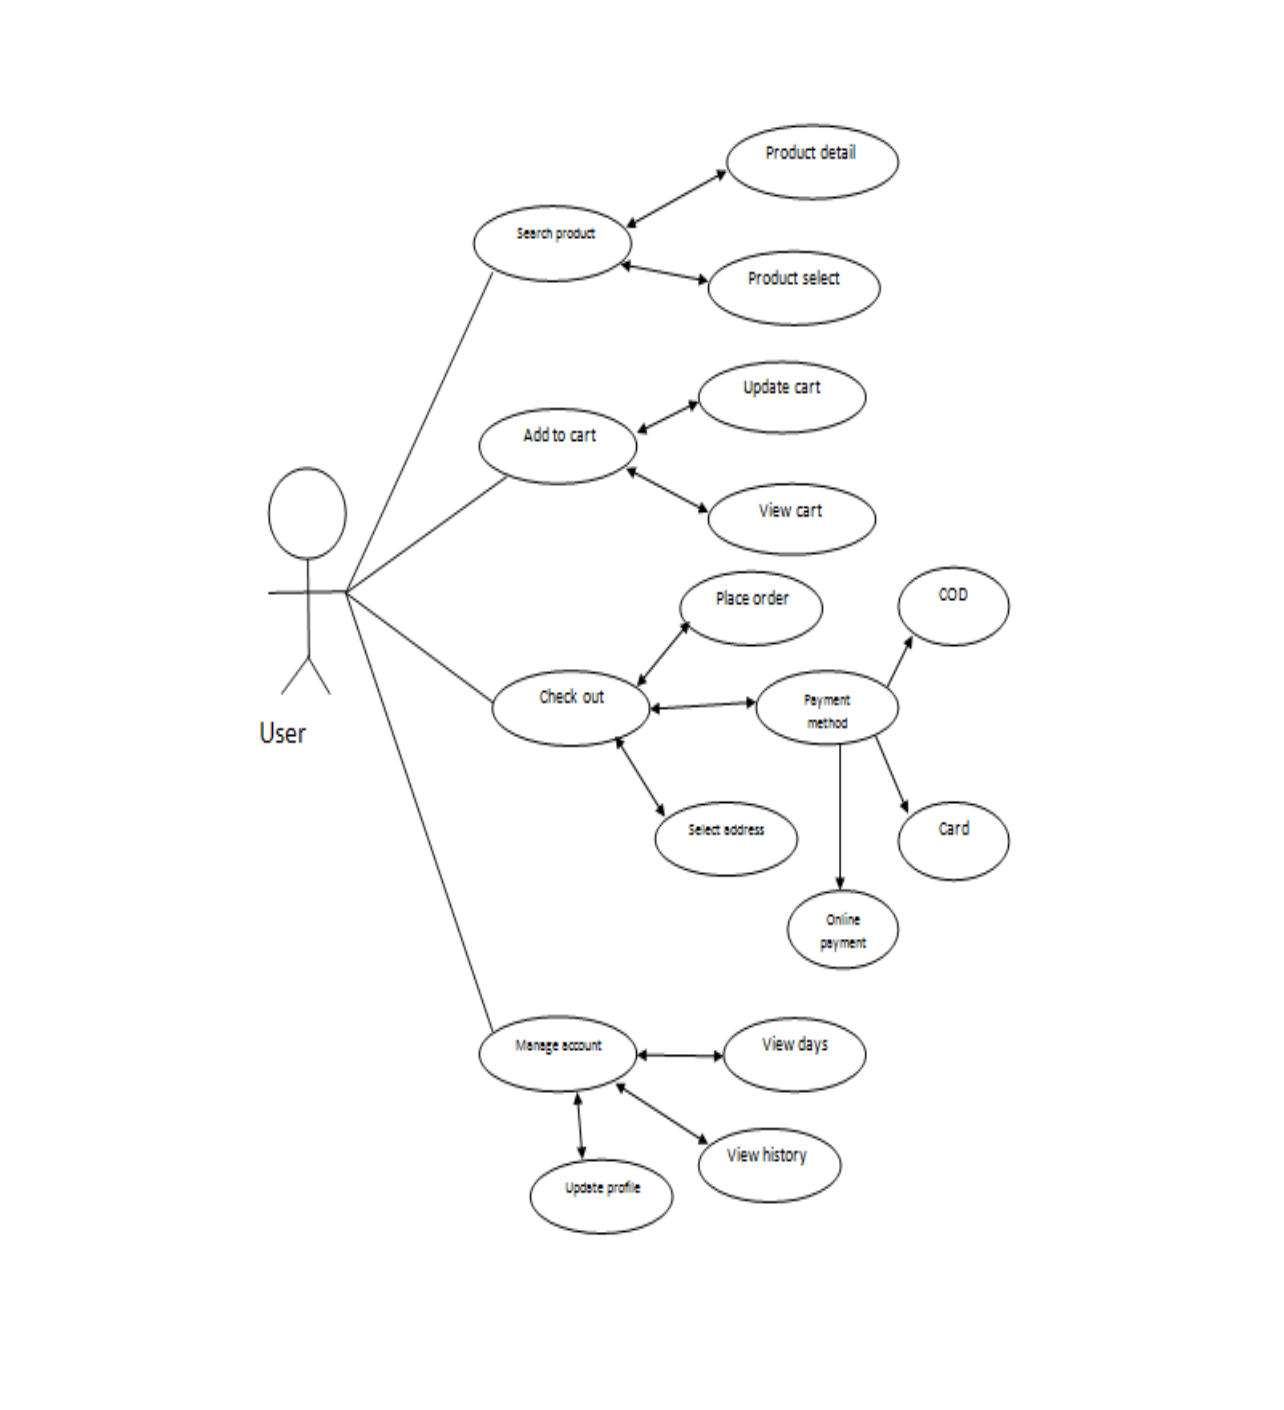 Product detail
Search product
Product select
Update cart
Add to cart
View cart
Place order
COD
Check out
Payment
method
User
Select address
Card
Online
payment
Manage account
View days
View history
Update profile